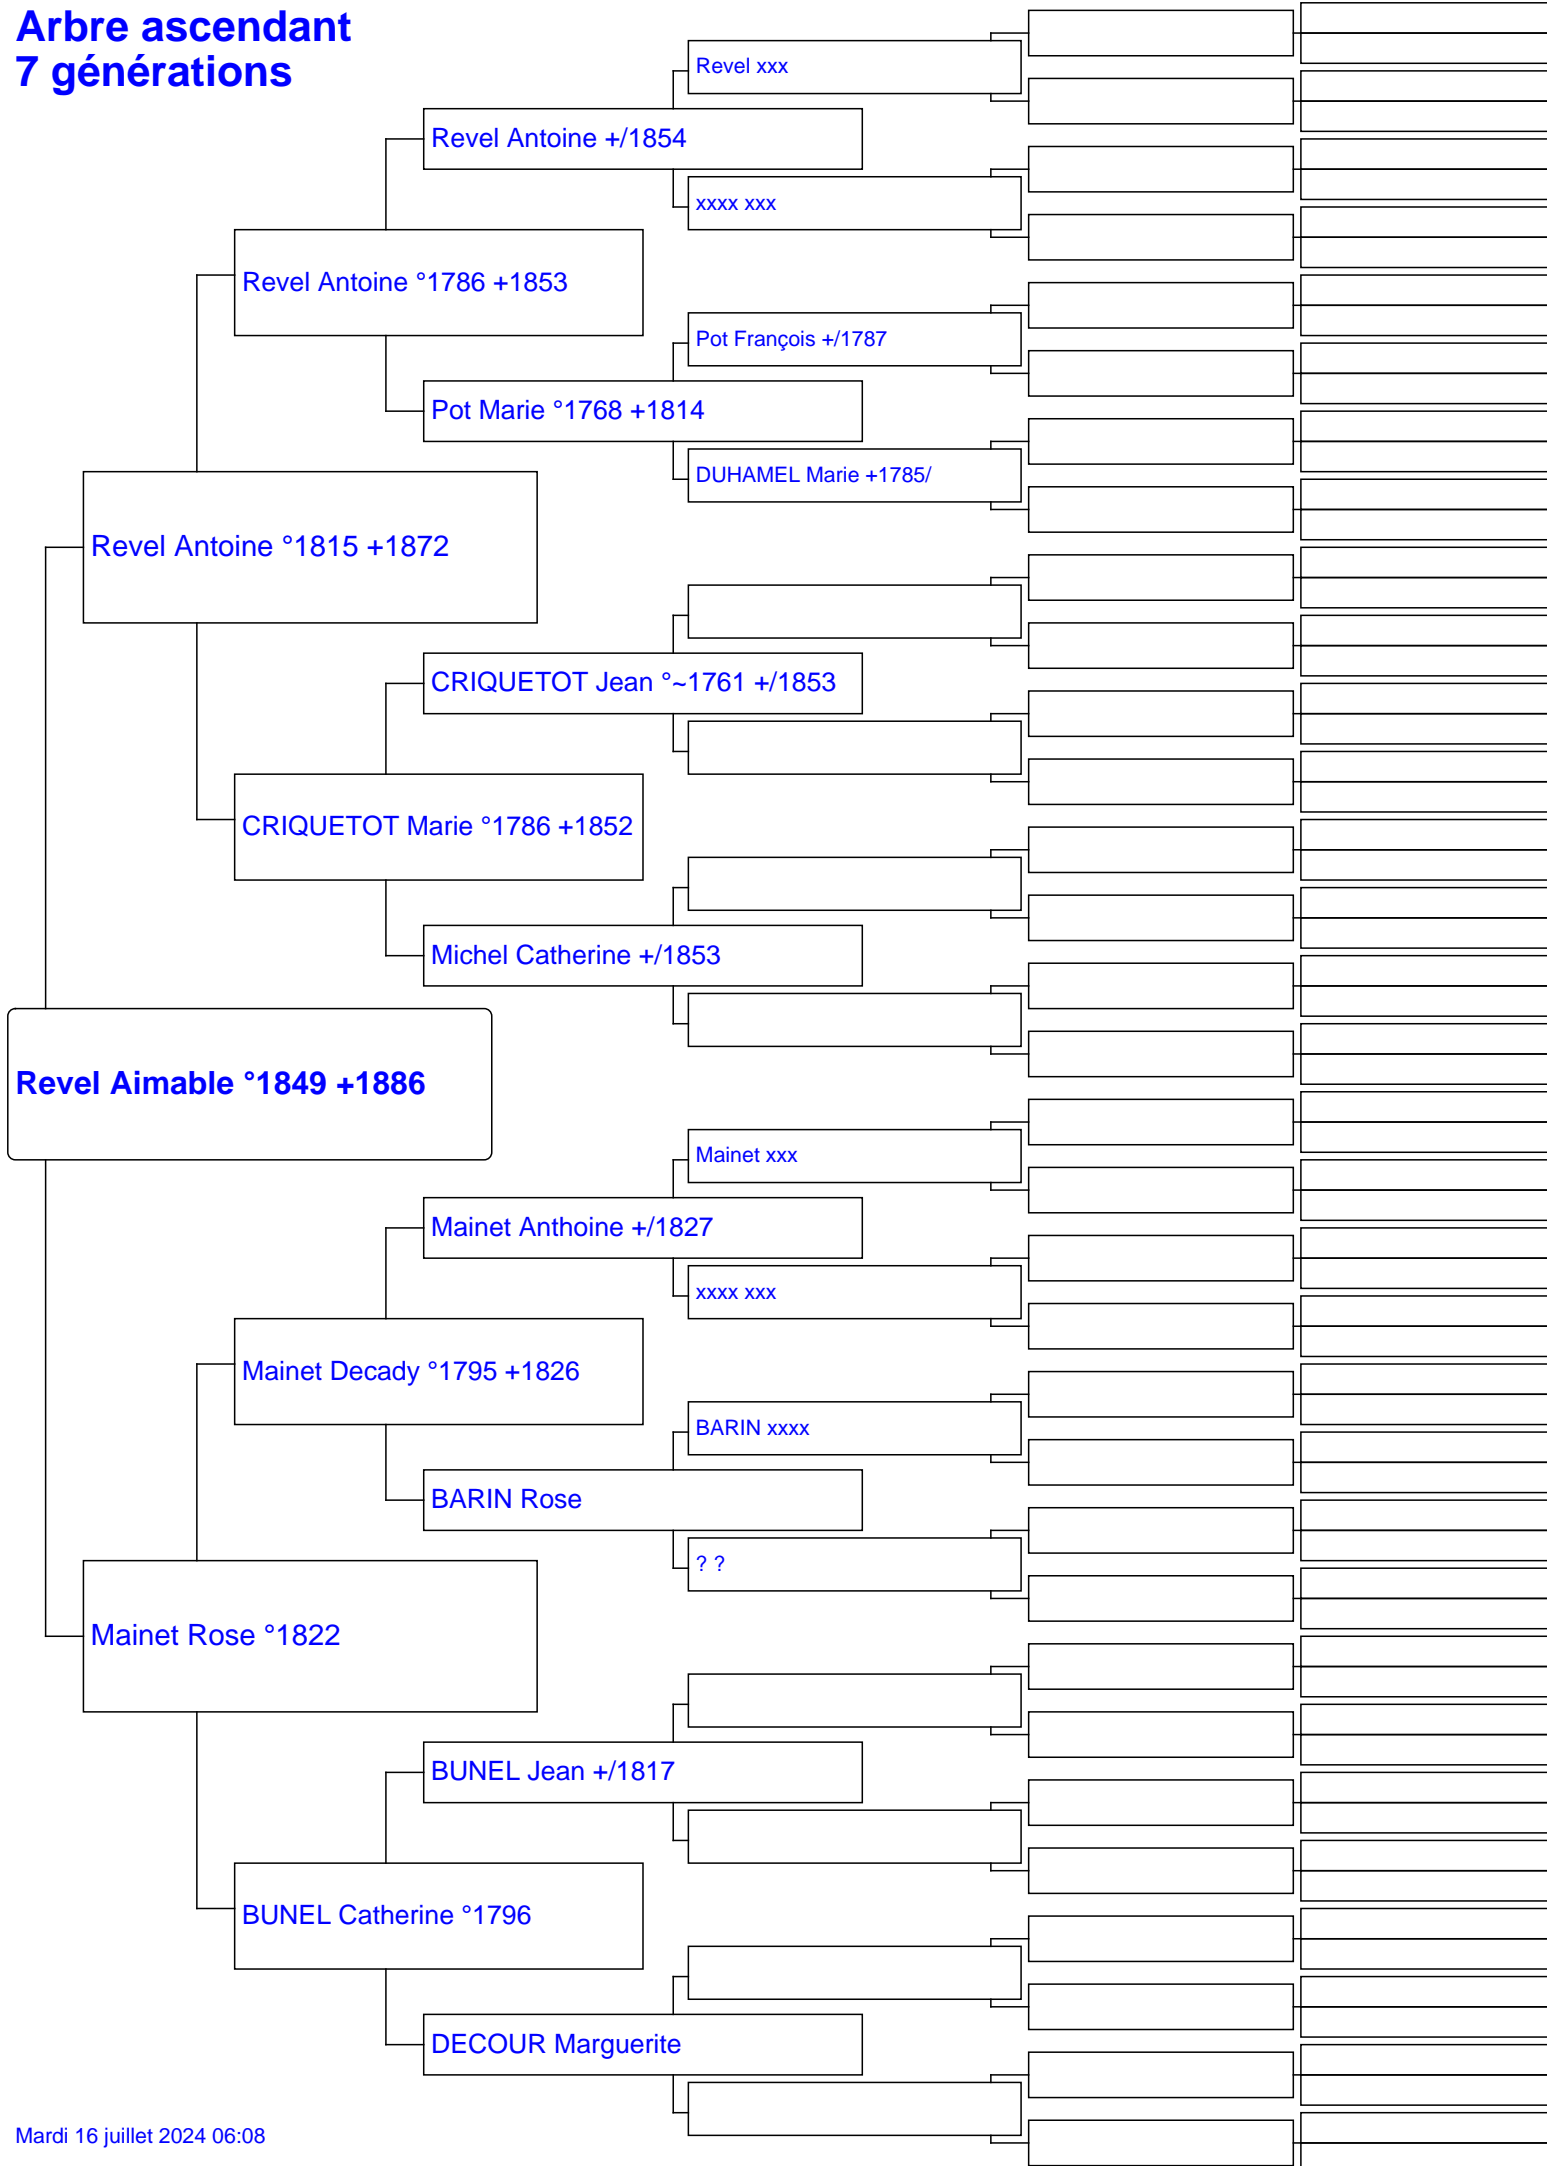 Arbre ascendant
7 générations
Revel xxx
Revel Antoine +/1854
xxxx xxx
Revel Antoine °1786 +1853
Pot François +/1787
Pot Marie °1768 +1814
DUHAMEL Marie +1785/
Revel Antoine °1815 +1872
CRIQUETOT Jean °~1761 +/1853
CRIQUETOT Marie °1786 +1852
Michel Catherine +/1853
Revel Aimable °1849 +1886
Mainet xxx
Mainet Anthoine +/1827
xxxx xxx
Mainet Decady °1795 +1826
BARIN xxxx
BARIN Rose
? ?
Mainet Rose °1822
BUNEL Jean +/1817
BUNEL Catherine °1796
DECOUR Marguerite
Mardi 16 juillet 2024 06:08